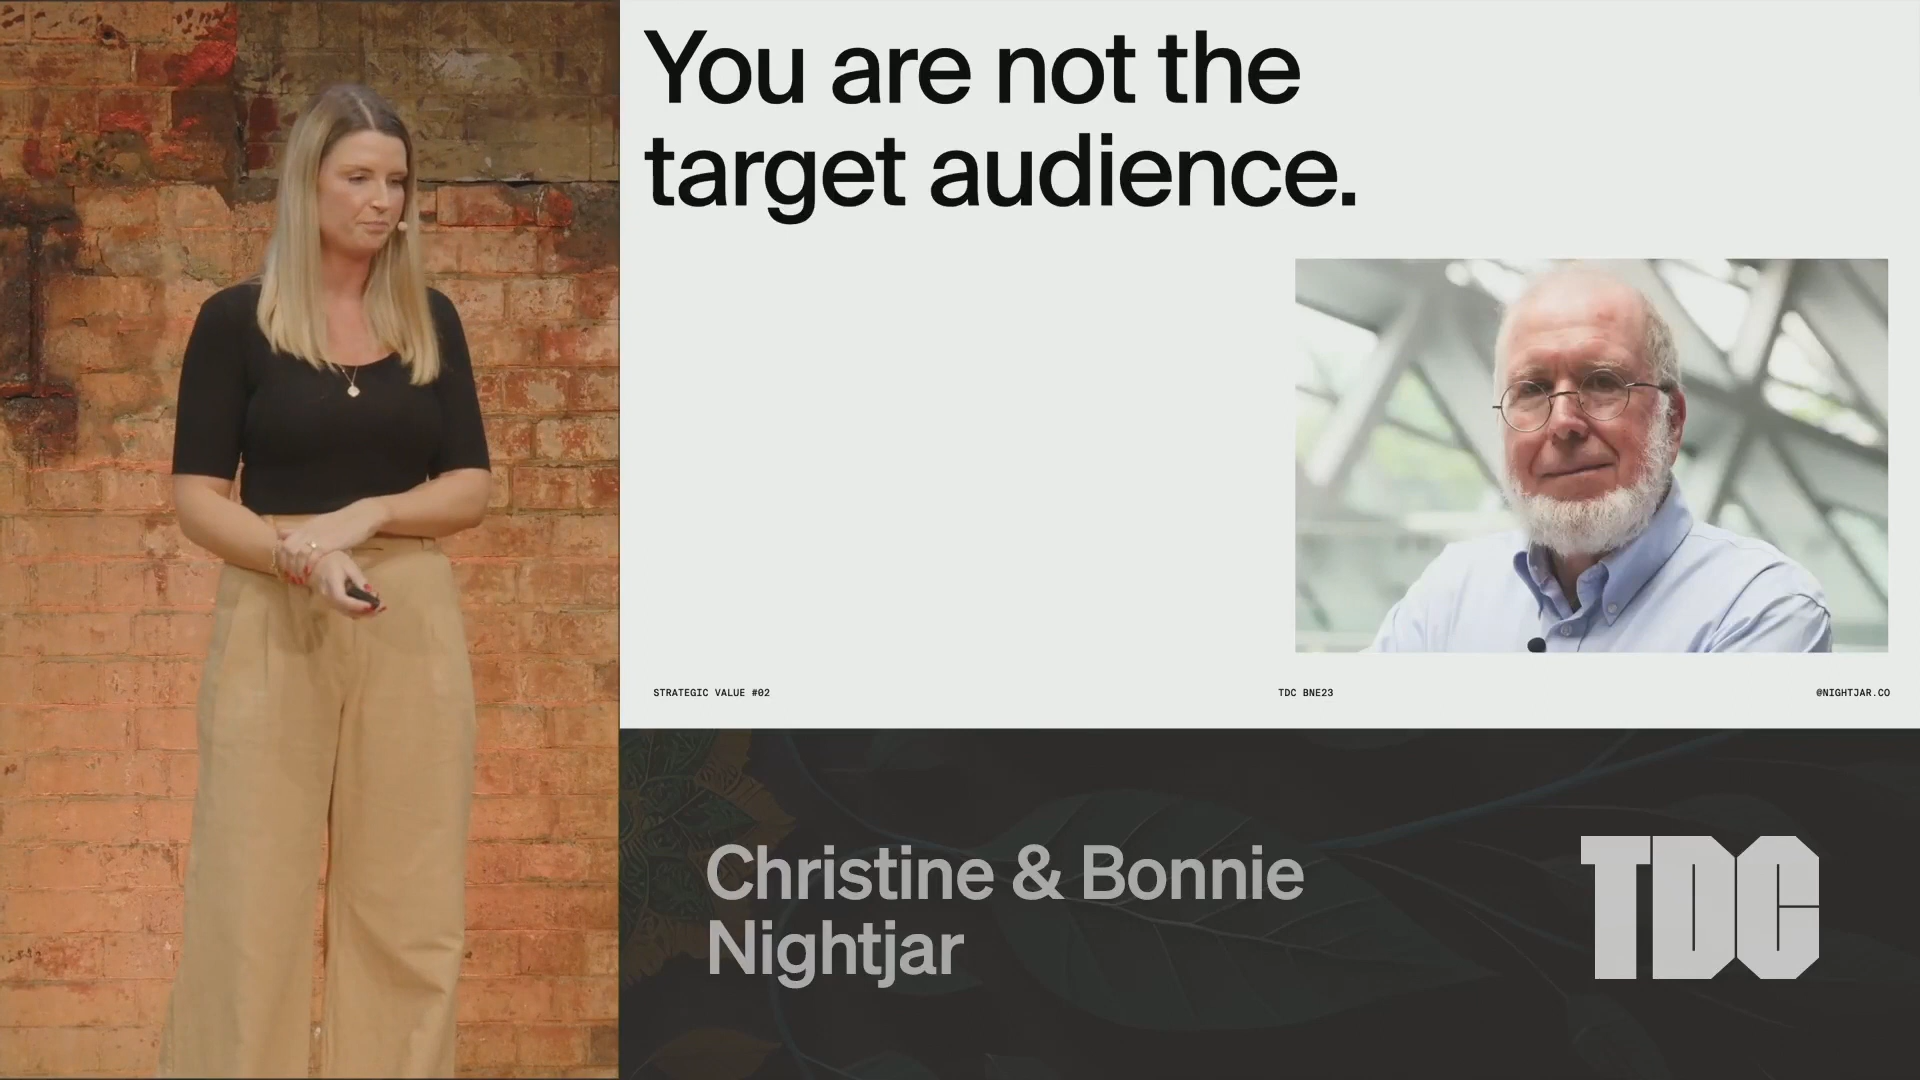 You are not the
target audience.
STRATEGIC VALUE #02
TDC BNE23
@NIGHTJAR.CO
Christine & Bonnie
Nightjar
TDC